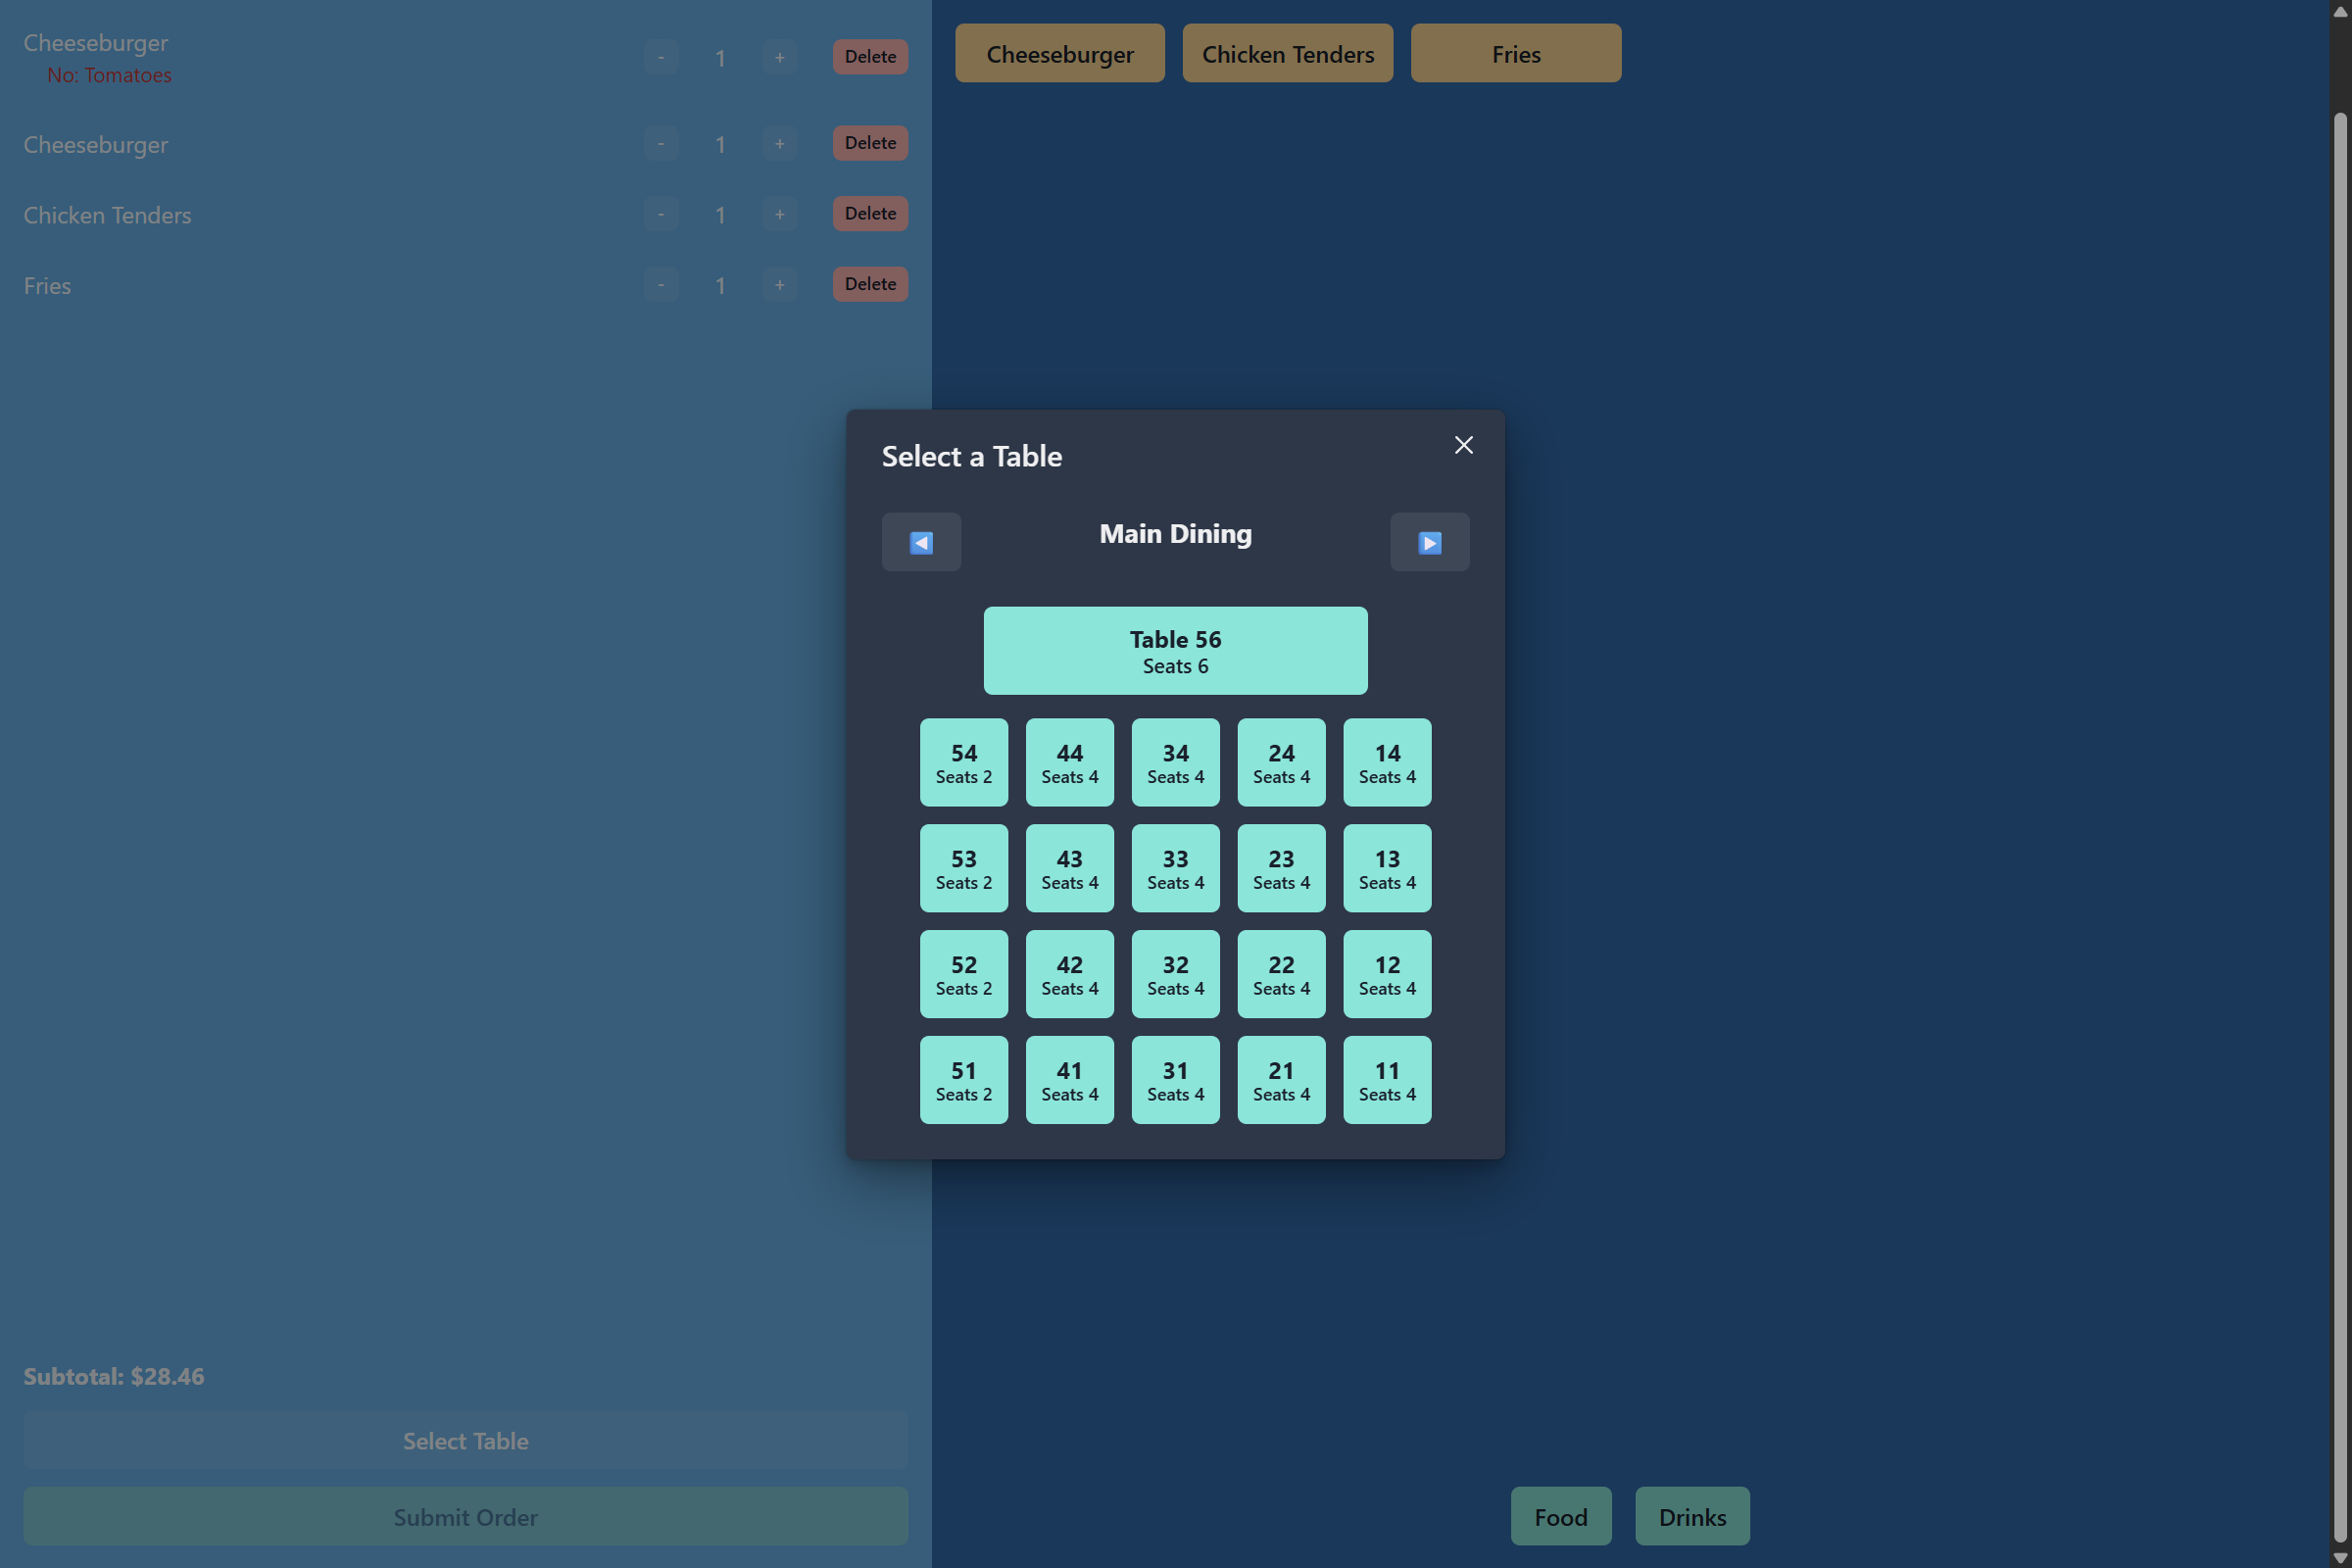 Cheeseburger
No: Tomatoes
- 1 + Delete
Cheeseburger
- 1 + Delete
Chicken Tenders
- 1 + Delete
Fries
- 1 + Delete
Subtotal: $28.46
Select Table
Submit Order
Cheeseburger
Chicken Tenders
Fries
Food
Drinks
Select a Table
Main Dining
Table 56
Seats 6
54
Seats 2
44
Seats 4
34
Seats 4
24
Seats 4
14
Seats 4
53
Seats 2
43
Seats 4
33
Seats 4
23
Seats 4
13
Seats 4
52
Seats 2
42
Seats 4
32
Seats 4
22
Seats 4
12
Seats 4
51
Seats 2
41
Seats 4
31
Seats 4
21
Seats 4
11
Seats 4